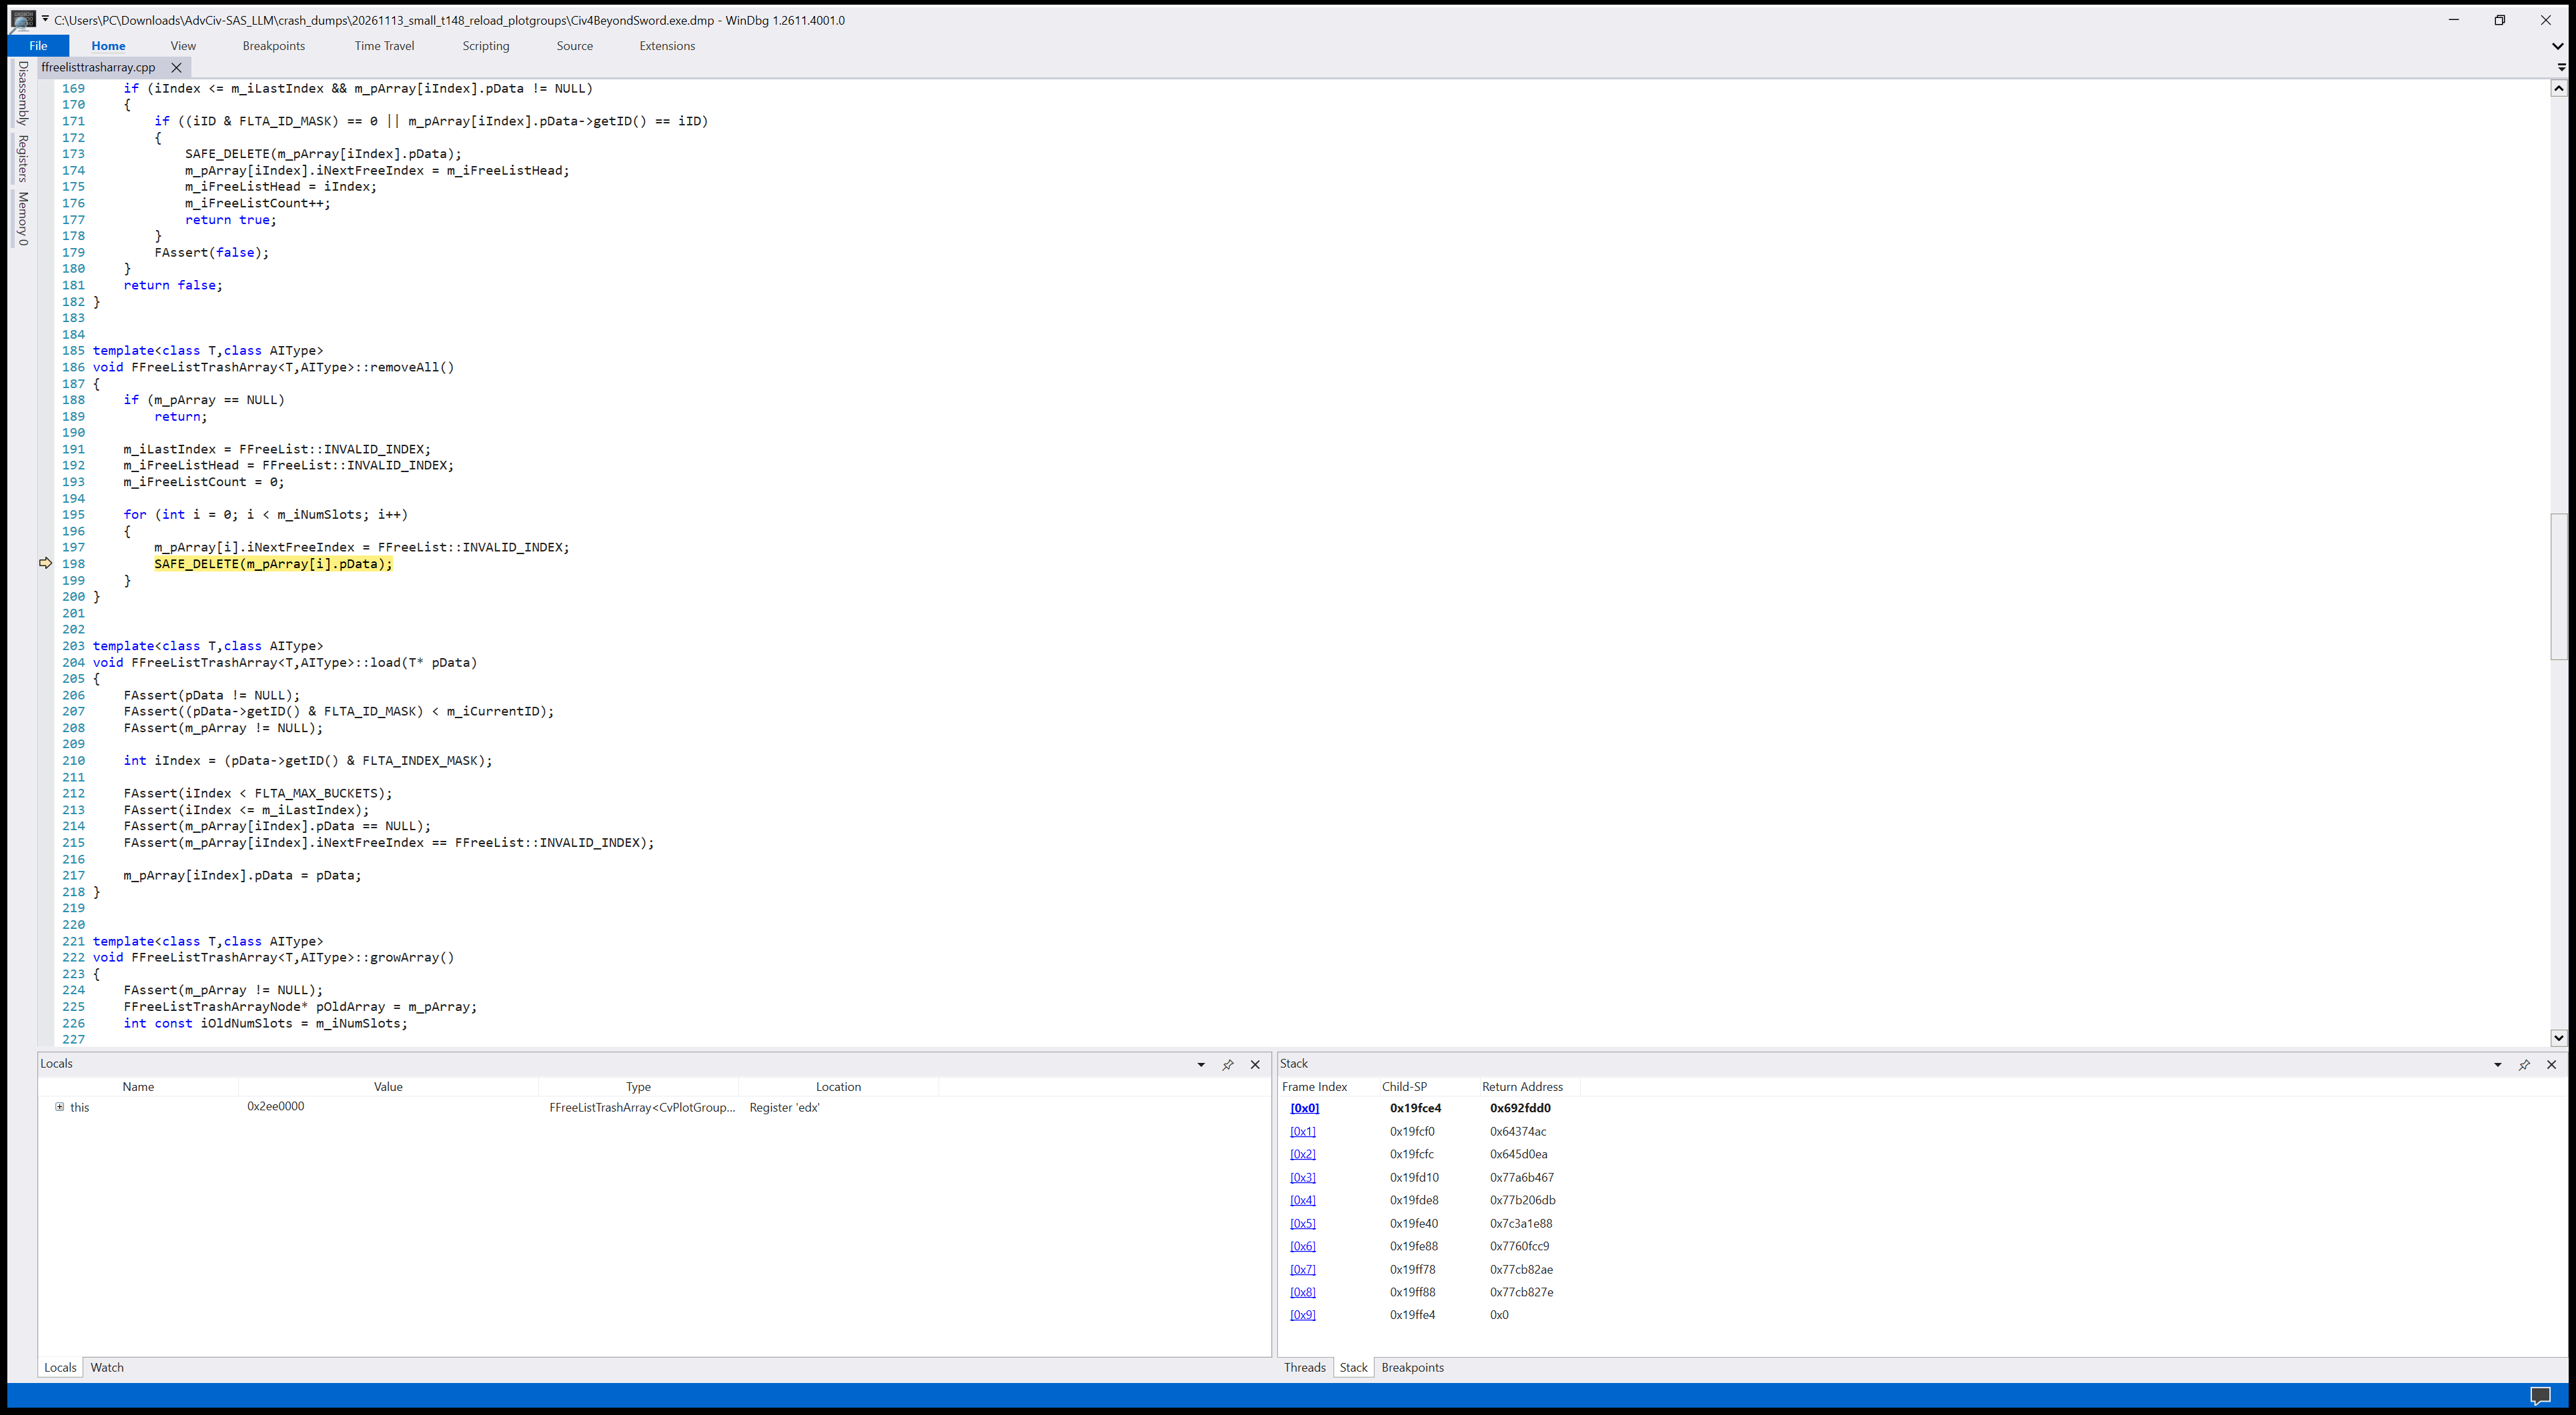 C:\Users\PC\Downloads\AdvCiv-SAS_LLM\crash_dumps\20261113_small_t148_reload_plotgroups\Civ4BeyondSword.exe.dmp - WinDbg 1.2611.4001.0
File Home View Breakpoints Time Travel Scripting Source Extensions
ffreelisttrasharray.cpp
Disassembly
Registers
Memory 0
169 if (iIndex <= m_iLastIndex && m_pArray[iIndex].pData != NULL)
170 {
171 if ((iID & FLTA_ID_MASK) == 0 || m_pArray[iIndex].pData->getID() == iID)
172 {
173 SAFE_DELETE(m_pArray[iIndex].pData);
174 m_pArray[iIndex].iNextFreeIndex = m_iFreeListHead;
175 m_iFreeListHead = iIndex;
176 m_iFreeListCount++;
177 return true;
178 }
179 FAssert(false);
180 }
181 return false;
182 }
183
184
185 template<class T,class AIType>
186 void FFreeListTrashArray<T,AIType>::removeAll()
187 {
188 if (m_pArray == NULL)
189 return;
190
191 m_iLastIndex = FFreeList::INVALID_INDEX;
192 m_iFreeListHead = FFreeList::INVALID_INDEX;
193 m_iFreeListCount = 0;
194
195 for (int i = 0; i < m_iNumSlots; i++)
196 {
197 m_pArray[i].iNextFreeIndex = FFreeList::INVALID_INDEX;
198 SAFE_DELETE(m_pArray[i].pData);
199 }
200 }
201
202
203 template<class T,class AIType>
204 void FFreeListTrashArray<T,AIType>::load(T* pData)
205 {
206 FAssert(pData != NULL);
207 FAssert((pData->getID() & FLTA_ID_MASK) < m_iCurrentID);
208 FAssert(m_pArray != NULL);
209
210 int iIndex = (pData->getID() & FLTA_INDEX_MASK);
211
212 FAssert(iIndex < FLTA_MAX_BUCKETS);
213 FAssert(iIndex <= m_iLastIndex);
214 FAssert(m_pArray[iIndex].pData == NULL);
215 FAssert(m_pArray[iIndex].iNextFreeIndex == FFreeList::INVALID_INDEX);
216
217 m_pArray[iIndex].pData = pData;
218 }
219
220
221 template<class T,class AIType>
222 void FFreeListTrashArray<T,AIType>::growArray()
223 {
224 FAssert(m_pArray != NULL);
225 FFreeListTrashArrayNode* pOldArray = m_pArray;
226 int const iOldNumSlots = m_iNumSlots;
227
Locals
Name Value Type Location
this 0x2ee0000 FFreeListTrashArray<CvPlotGroup... Register 'edx'
Locals Watch
Stack
Frame Index Child-SP Return Address
[0x0] 0x19fce4 0x692fdd0
[0x1] 0x19fcf0 0x64374ac
[0x2] 0x19fcfc 0x645d0ea
[0x3] 0x19fd10 0x77a6b467
[0x4] 0x19fde8 0x77b206db
[0x5] 0x19fe40 0x7c3a1e88
[0x6] 0x19fe88 0x7760fcc9
[0x7] 0x19ff78 0x77cb82ae
[0x8] 0x19ff88 0x77cb827e
[0x9] 0x19ffe4 0x0
Threads Stack Breakpoints